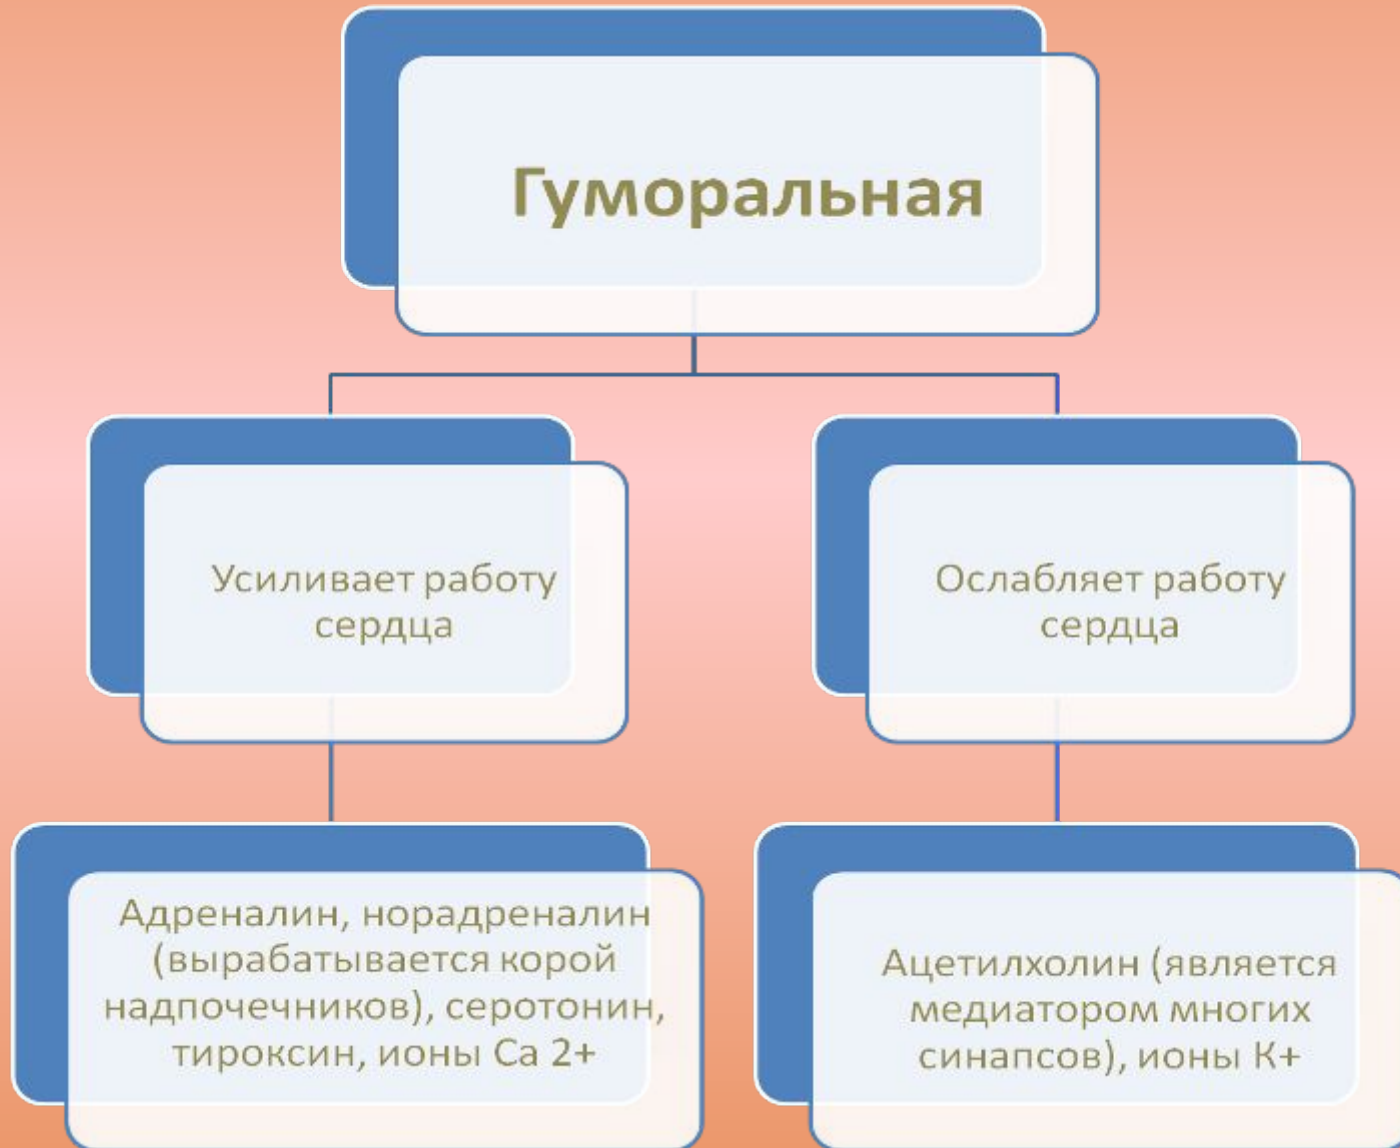 Гуморальная
Усиливает работу
сердца
Ослабляет работу
сердца
Адреналин, норадреналин
(вырабатывается корой
надпочечников), серотонин,
тироксин, ионы Са 2+
Ацетилхолин (является
медиатором многих
синапсов), ионы К+